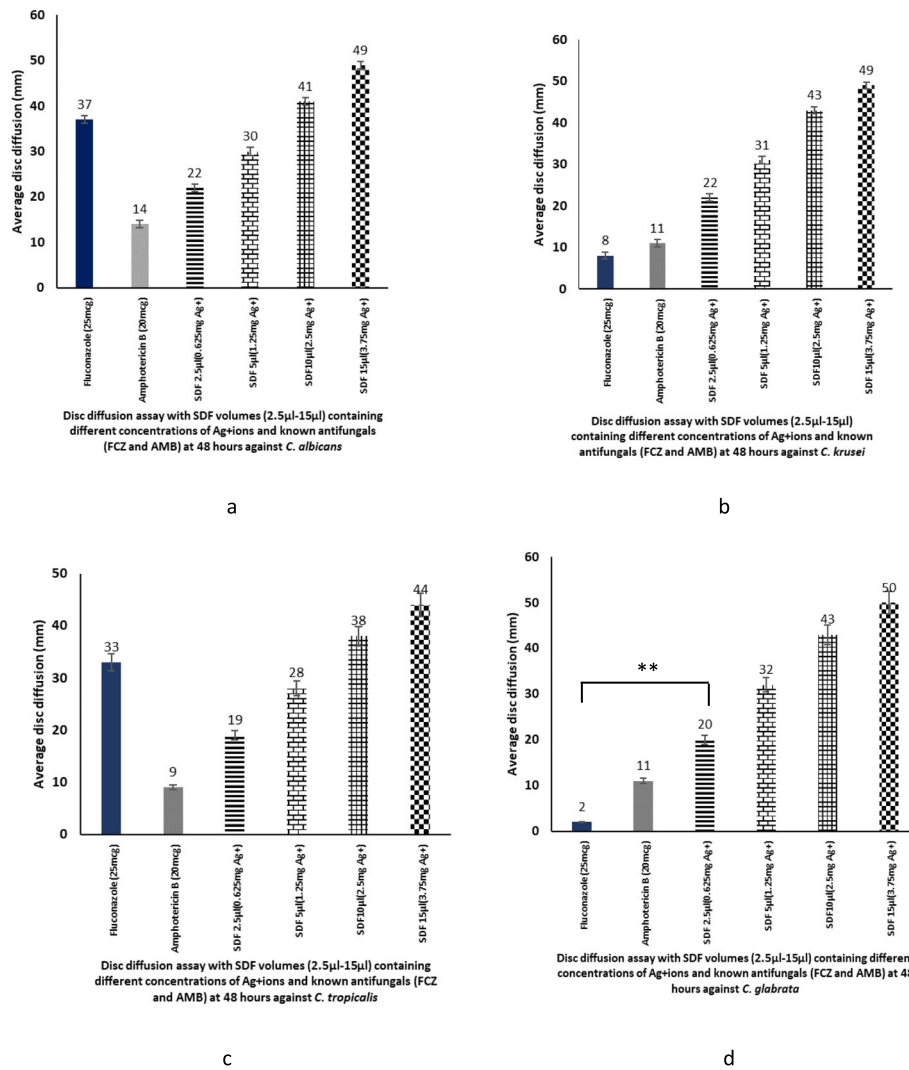 60
50
40
30
20
10
0
Average disc diffusion (mm)
37
14
22
30
41
49
Fluconazole (25mcg)
Amphotericin B (20mcg)
SDF 2.5µl(0.625mg Ag+)
SDF 5µl(1.25mg Ag+)
SDF10µl(2.5mg Ag+)
SDF 15µl(3.75mg Ag+)
Disc diffusion assay with SDF volumes (2.5µl-15µl) containing
different concentrations of Ag+ions and known antifungals
(FCZ and AMB) at 48 hours against C. albicans
a
60
50
40
30
20
10
0
Average disc diffusion (mm)
8
11
22
31
43
49
Fluconazole (25mcg)
Amphotericin B (20mcg)
SDF 2.5µl(0.625mg Ag+)
SDF 5µl(1.25mg Ag+)
SDF10µl(2.5mg Ag+)
SDF 15µl(3.75mg Ag+)
Disc diffusion assay with SDF volumes (2.5µl-15µl)
containing different concentrations of Ag+ions and known
antifungals (FCZ and AMB) at 48 hours against C. krusei
b
50
40
30
20
10
0
Average disc diffusion (mm)
33
9
19
28
38
44
Fluconazole (25mcg)
Amphotericin B (20mcg)
SDF 2.5µl(0.625mg Ag+)
SDF 5µl(1.25mg Ag+)
SDF10µl(2.5mg Ag+)
SDF 15µl(3.75mg Ag+)
Disc diffusion assay with SDF volumes (2.5µl-15µl) containing
different concentrations of Ag+ions and known antifungals (FCZ
and AMB) at 48 hours against C. tropicalis
c
60
50
40
30
20
10
0
Average disc diffusion (mm)
**
2
11
20
32
43
50
Fluconazole (25mcg)
Amphotericin B (20mcg)
SDF 2.5µl(0.625mg Ag+)
SDF 5µl(1.25mg Ag+)
SDF10µl(2.5mg Ag+)
SDF 15µl(3.75mg Ag+)
Disc diffusion assay with SDF volumes (2.5µl-15µl) containing differen
concentrations of Ag+ions and known antifungals (FCZ and AMB) at 48
hours against C. glabrata
d